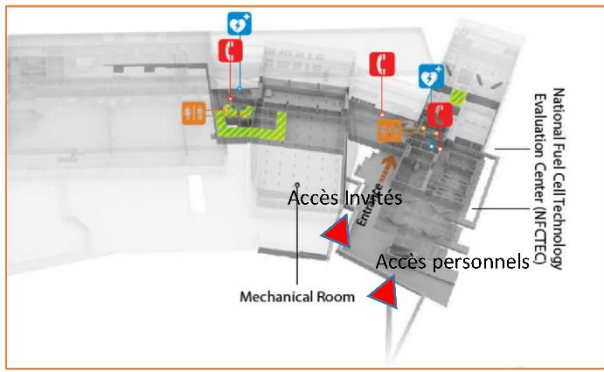 National Fuel Cell Technology
Evaluation Center (NFCTEC)
Accès Invités
Entrance
Accès personnels
Mechanical Room